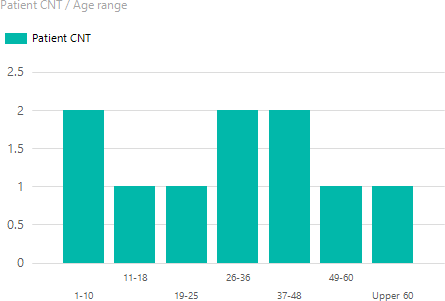 Patient CNT / Age range
Patient CNT
2.5
2
1.5
1
0.5
0
11-18 26-36 49-60
1-10 19-25 37-48 Upper 60